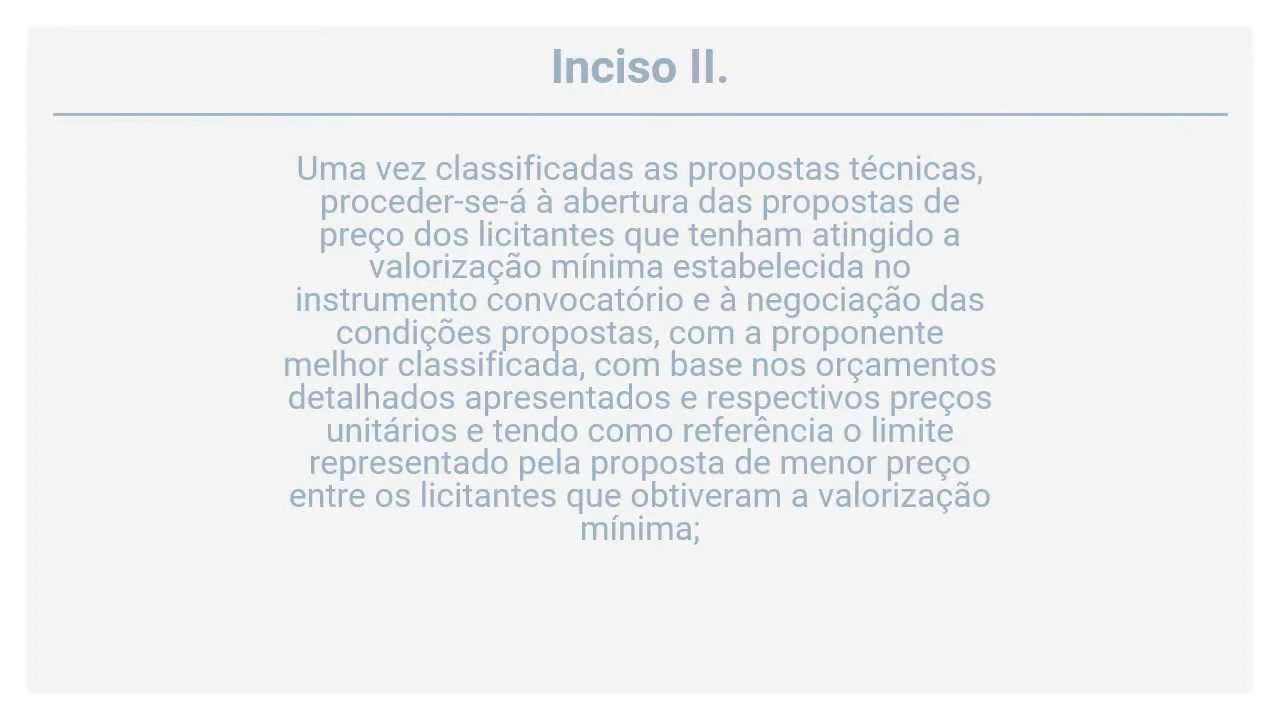 Inciso II.
Uma vez classificadas as propostas técnicas,
proceder-se-á à abertura das propostas de
preço dos licitantes que tenham atingido a
valorização mínima estabelecida no
instrumento convocatório e à negociação das
condições propostas, com a proponente
melhor classificada, com base nos orçamentos
detalhados apresentados e respectivos preços
unitários e tendo como referência o limite
representado pela proposta de menor preço
entre os licitantes que obtiveram a valorização
mínima;